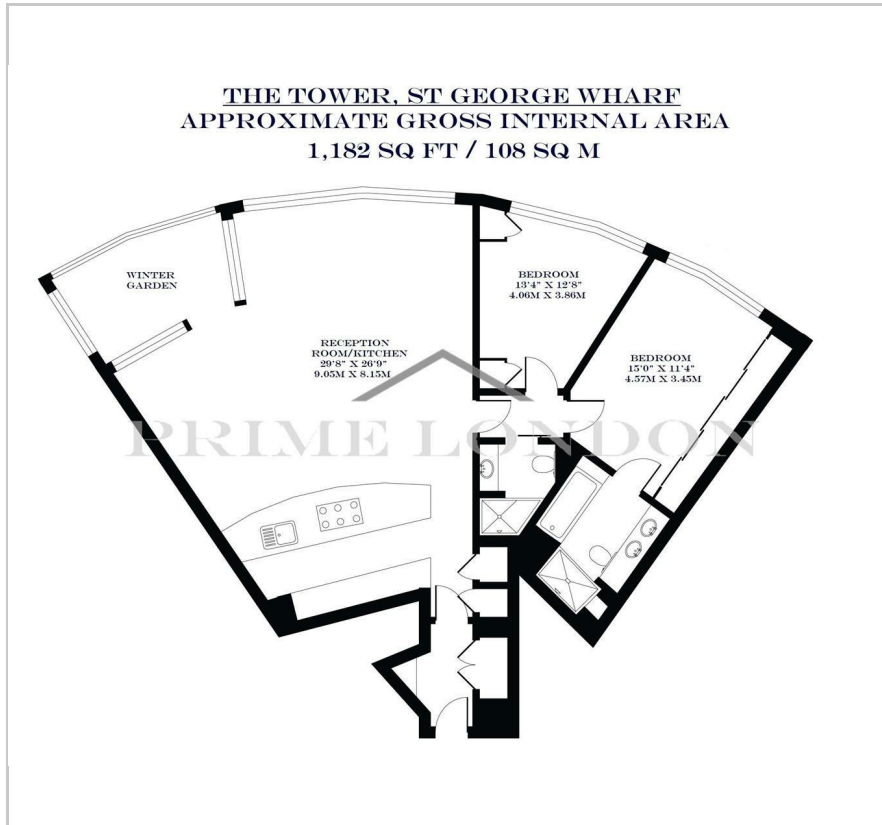 THE TOWER, ST GEORGE WHARF
APPROXIMATE GROSS INTERNAL AREA
1,182 SQ FT / 108 SQ M
WINTER
GARDEN
BEDROOM
13'4" X 12'8"
4.06M X 3.86M
RECEPTION
ROOM/KITCHEN
29'8" X 26'9"
9.05M X 8.15M
BEDROOM
15'0" X 11'4"
4.57M X 3.45M
PRIME LONDON